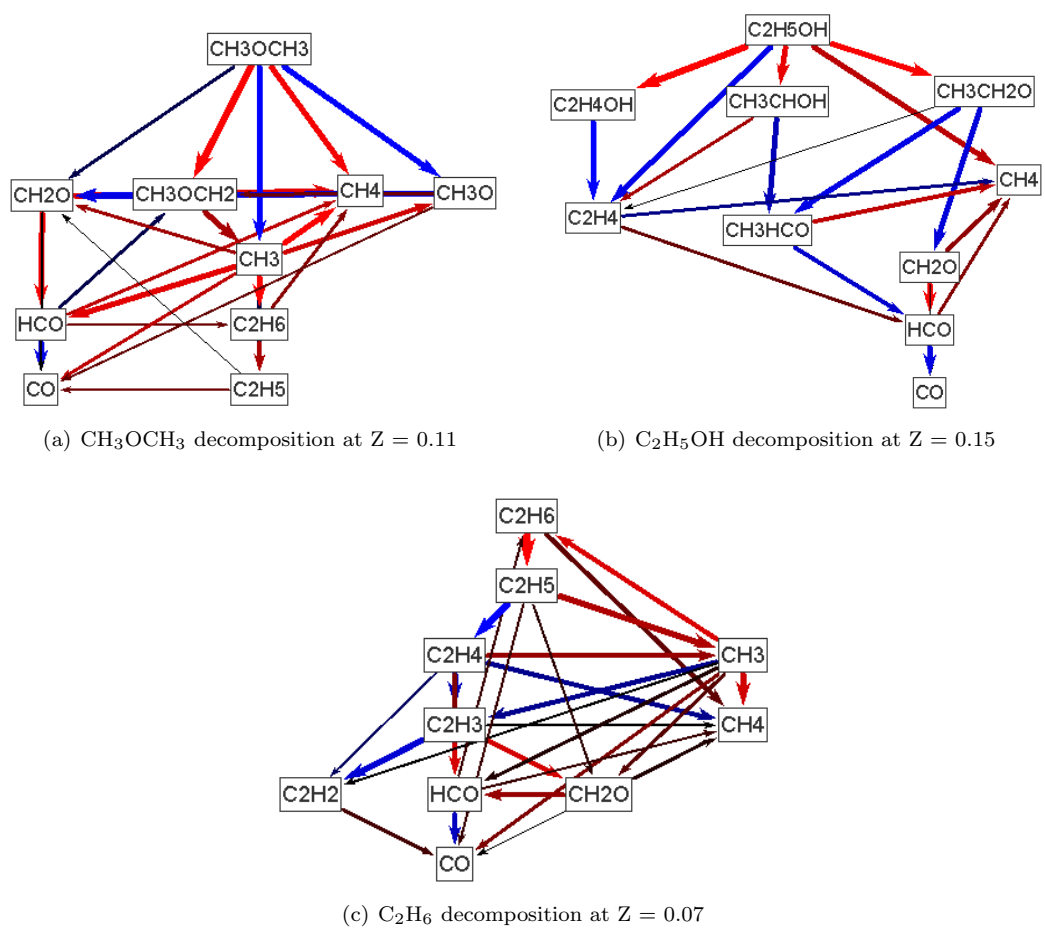 CH3OCH3
CH2O
CH3OCH2
CH4
CH3O
CH3
HCO
C2H6
CO
C2H5
(a) CH₃OCH₃ decomposition at Z = 0.11
C2H5OH
C2H4OH
CH3CHOH
CH3CH2O
CH4
C2H4
CH3HCO
CH2O
HCO
CO
(b) C₂H₅OH decomposition at Z = 0.15
C2H6
C2H5
C2H4
CH3
C2H3
CH4
C2H2
HCO
CH2O
CO
(c) C₂H₆ decomposition at Z = 0.07